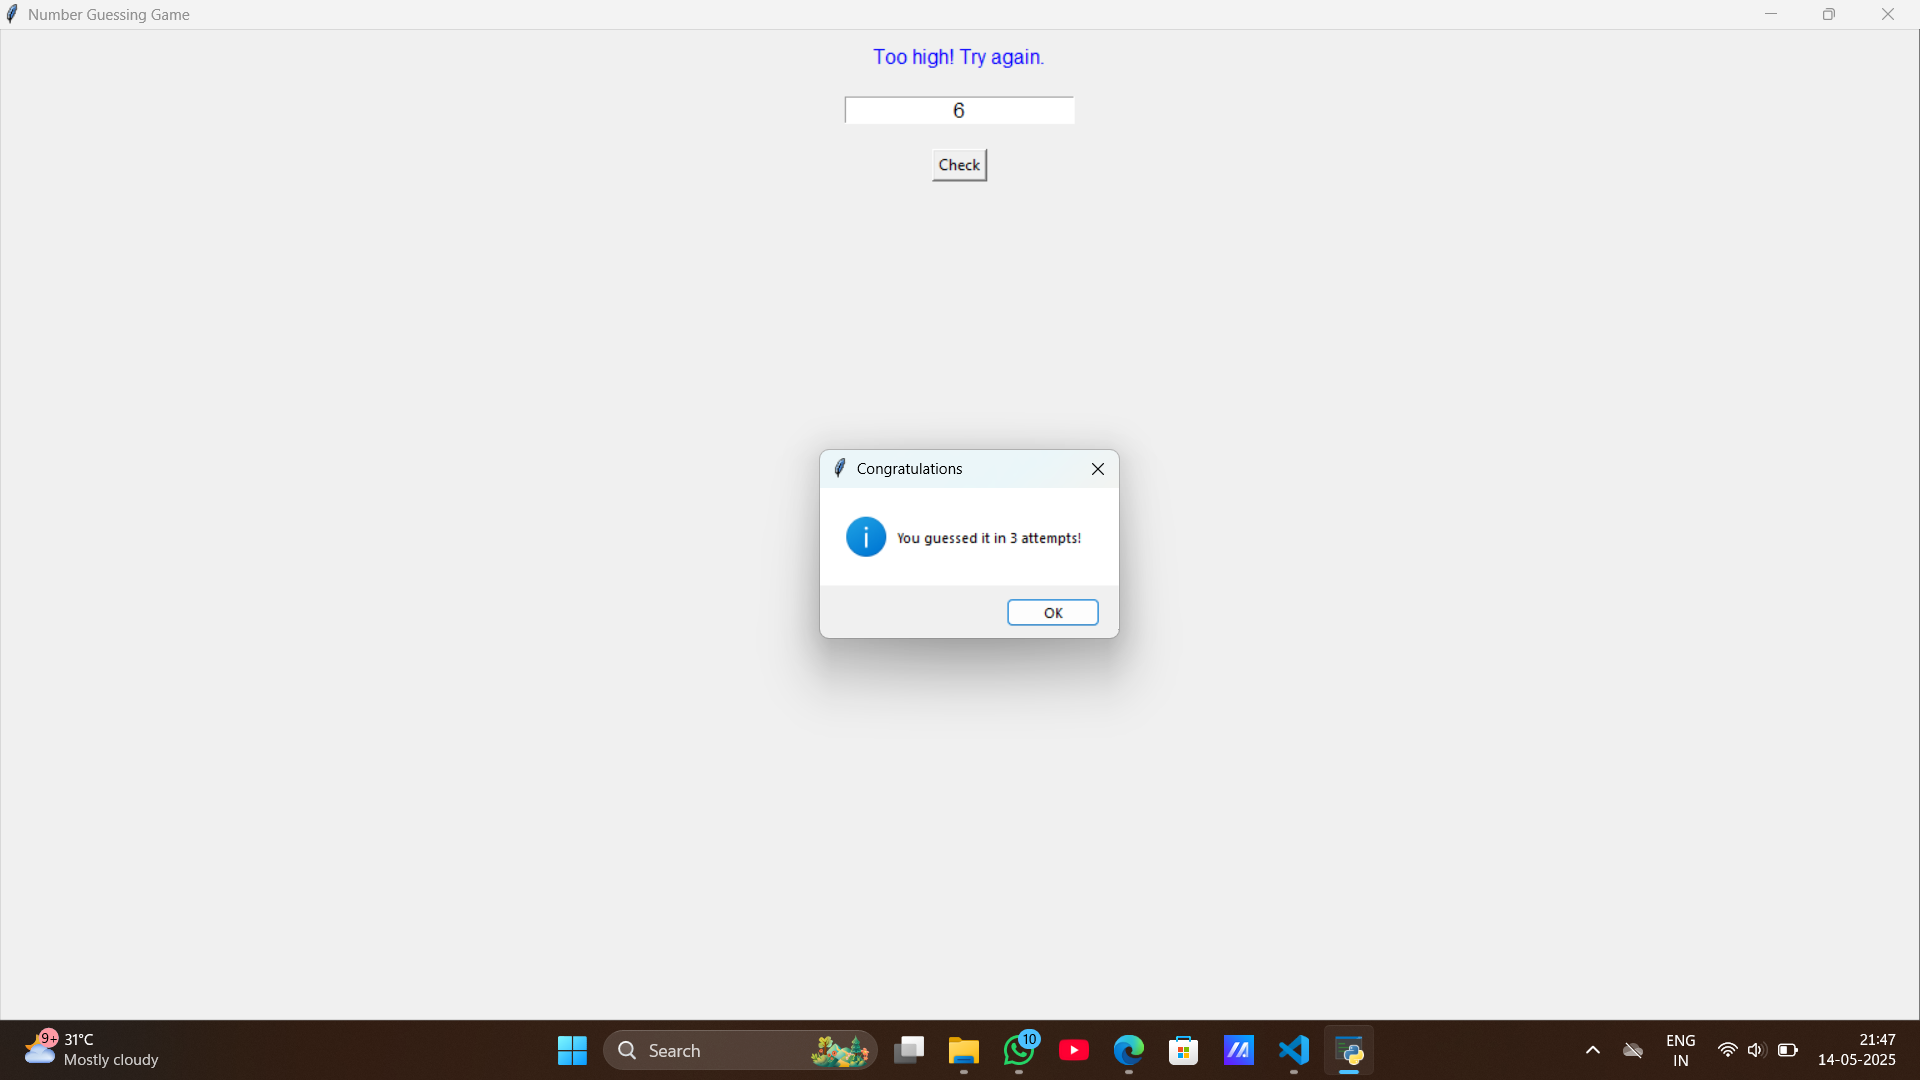 Number Guessing Game
Too high! Try again.
6
Check
Congratulations
You guessed it in 3 attempts!
OK
9+
31°C
Mostly cloudy
Search
10
ENG
IN
21:47
14-05-2025